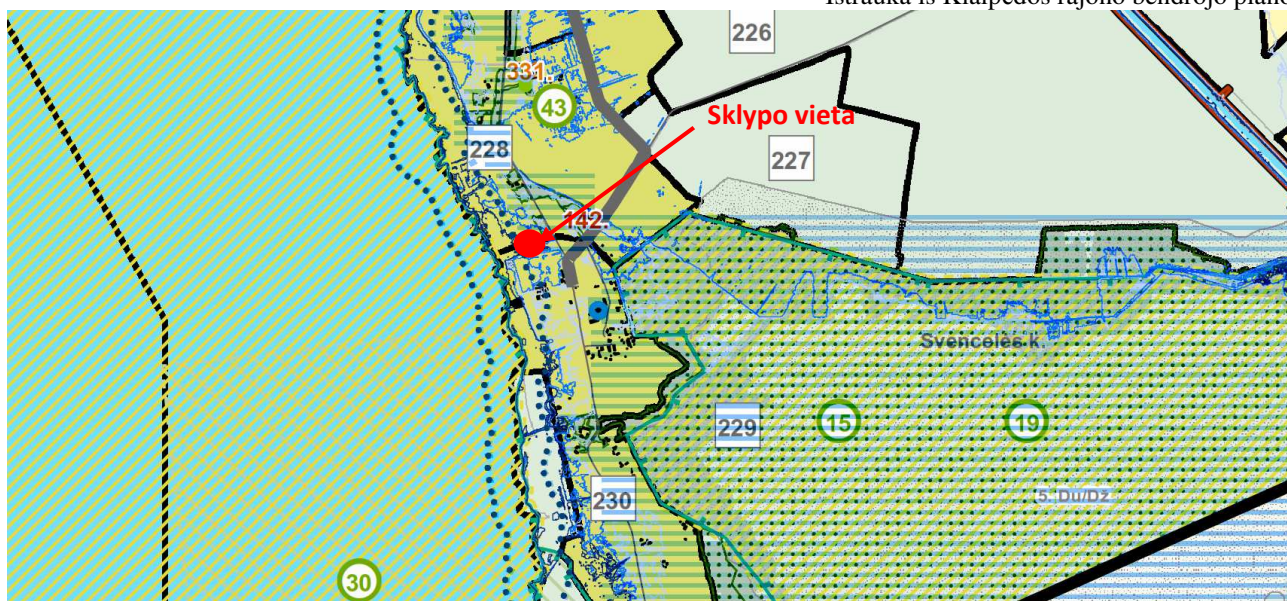 Ištrauka iš Klaipėdos rajono bendrojo plano
226
331.
43
Sklypo vieta
228
227
142.
Svencelės k.
229
15
19
230
5. Du/Dž
30